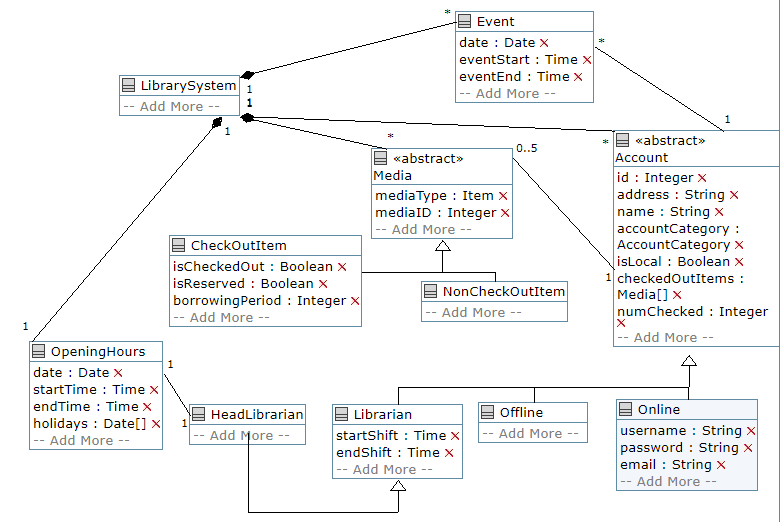 * Event
date : Date ×
eventStart : Time ×
eventEnd : Time ×
-- Add More --
*
LibrarySystem
-- Add More --
1
1
1
1
*
0..5
*
1
«abstract»
Media
mediaType : Item ×
mediaID : Integer ×
-- Add More --
«abstract»
Account
id : Integer ×
address : String ×
name : String ×
accountCategory :
AccountCategory ×
isLocal : Boolean ×
checkedOutItems :
Media[] ×
numChecked : Integer
×
-- Add More --
1
CheckOutItem
isCheckedOut : Boolean ×
isReserved : Boolean ×
borrowingPeriod : Integer ×
-- Add More --
NonCheckOutItem
-- Add More --
1
OpeningHours
date : Date ×
startTime : Time ×
endTime : Time ×
holidays : Date[] ×
-- Add More --
1
1
HeadLibrarian
-- Add More --
Librarian
startShift : Time ×
endShift : Time ×
-- Add More --
Offline
-- Add More --
Online
username : String ×
password : String ×
email : String ×
-- Add More --